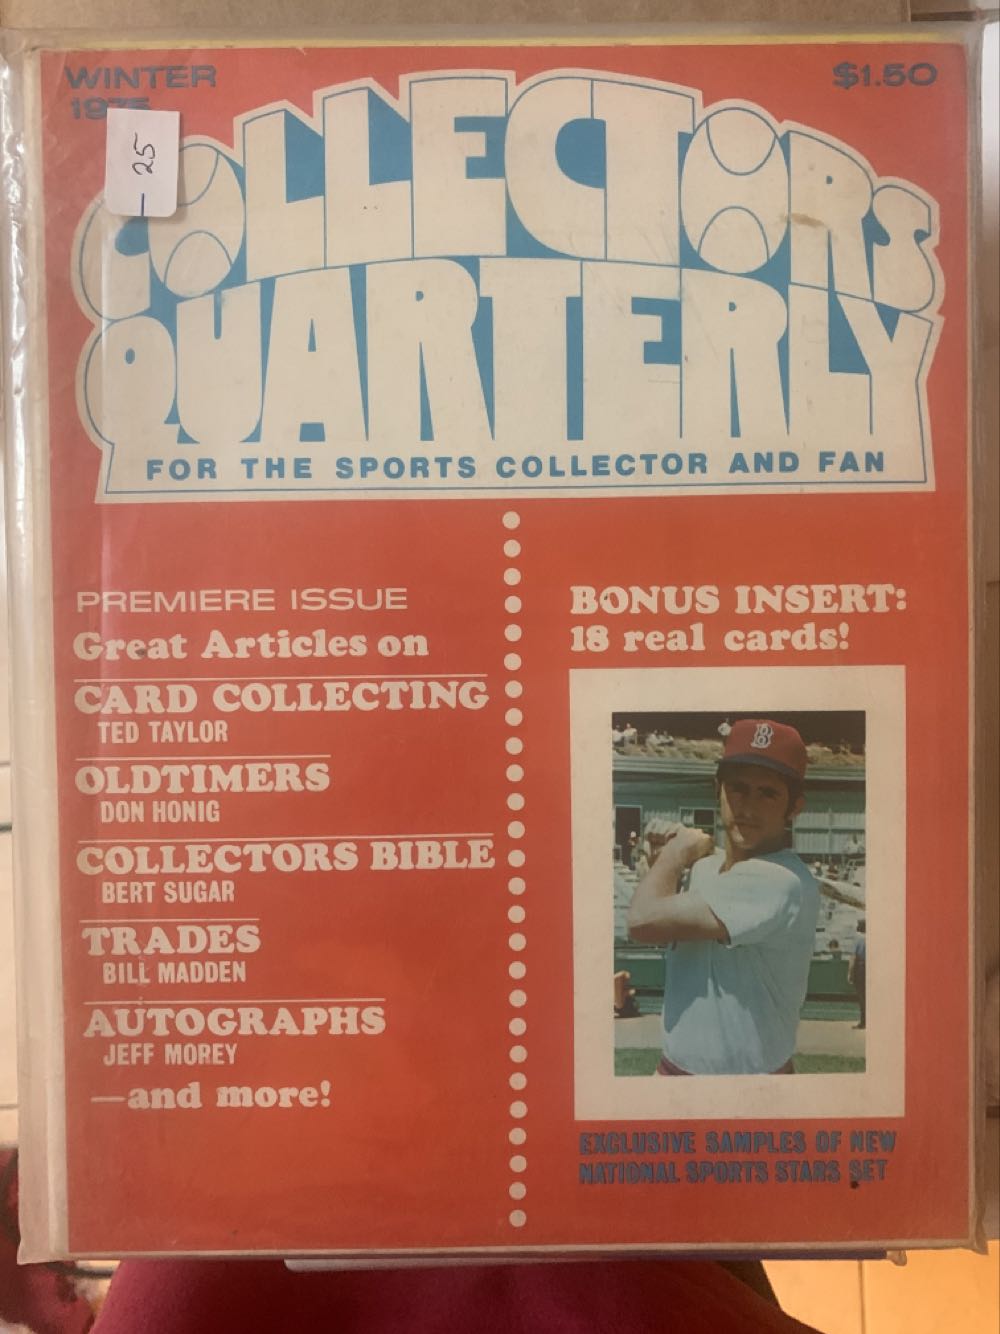 WINTER
1975
$1.50
- 25
COLLECTORS
QUARTERLY
FOR THE SPORTS COLLECTOR AND FAN
PREMIERE ISSUE
Great Articles on
CARD COLLECTING
TED TAYLOR
OLDTIMERS
DON HONIG
COLLECTORS BIBLE
BERT SUGAR
TRADES
BILL MADDEN
AUTOGRAPHS
JEFF MOREY
—and more!
BONUS INSERT:
18 real cards!
B
EXCLUSIVE SAMPLES OF NEW
NATIONAL SPORTS STARS SET